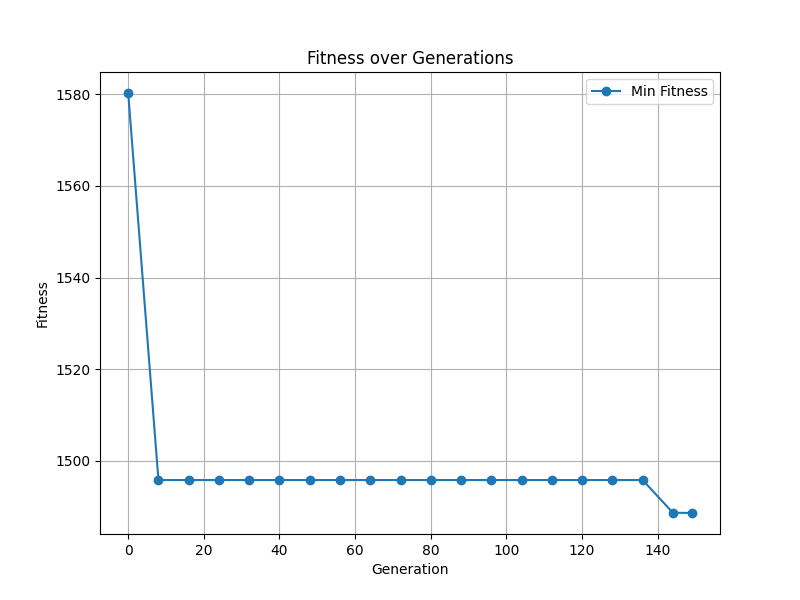 Fitness over Generations
Min Fitness
1580
1560
1540
1520
1500
Fitness
0 20 40 60 80 100 120 140
Generation